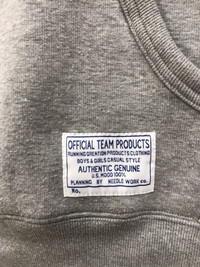 OFFICIAL TEAM PRODUCTS
RUNNING CREATION PRODUCTS CLOTHING
BOYS & GIRLS CASUAL STYLE
AUTHENTIC GENUINE
U.S. MOOD 100%
PLANNING BY NEEDLE WORK CO.
No.